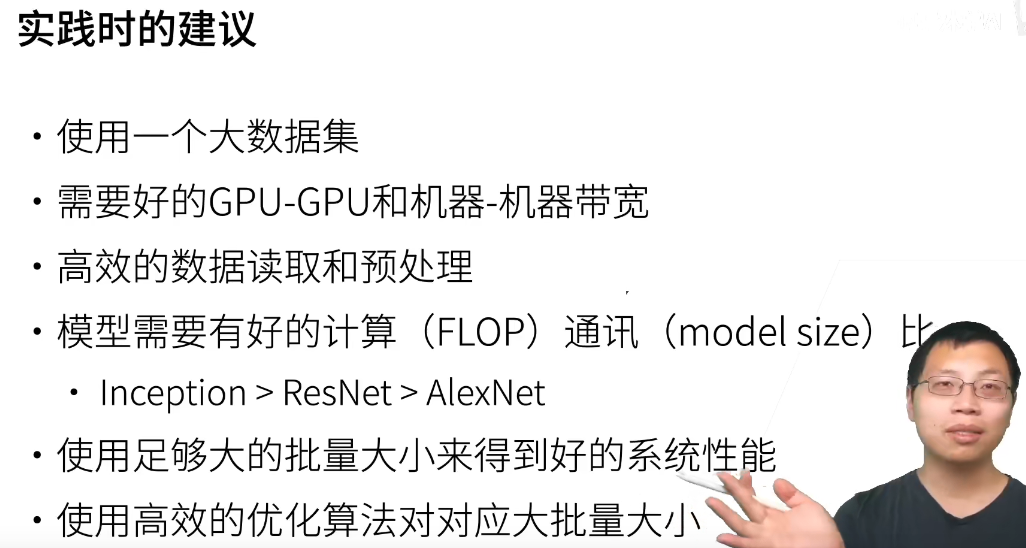 实践时的建议
• 使用一个大数据集
• 需要好的GPU-GPU和机器-机器带宽
• 高效的数据读取和预处理
• 模型需要有好的计算（FLOP）通讯（model size）比
• Inception > ResNet > AlexNet
• 使用足够大的批量大小来得到好的系统性能
• 使用高效的优化算法对对应大批量大小